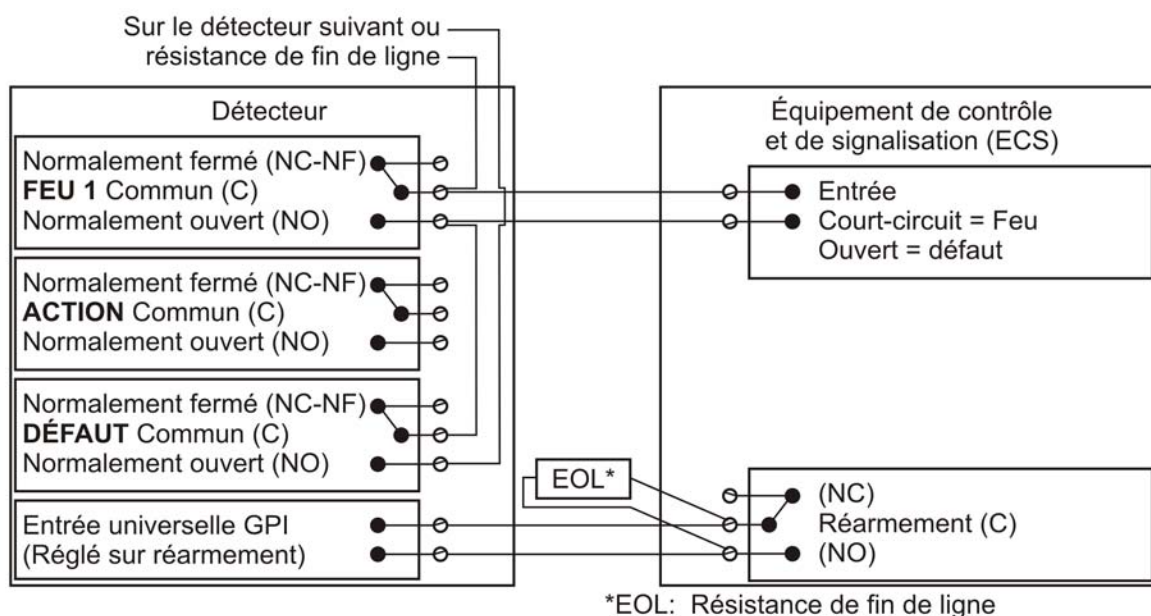 Sur le détecteur suivant ou
résistance de fin de ligne
Détecteur
Normalement fermé (NC-NF)
FEU 1 Commun (C)
Normalement ouvert (NO)
Normalement fermé (NC-NF)
ACTION Commun (C)
Normalement ouvert (NO)
Normalement fermé (NC-NF)
DÉFAUT Commun (C)
Normalement ouvert (NO)
Entrée universelle GPI
(Réglé sur réarmement)
EOL*
Équipement de contrôle
et de signalisation (ECS)
Entrée
Court-circuit = Feu
Ouvert = défaut
(NC)
Réarmement (C)
(NO)
*EOL: Résistance de fin de ligne